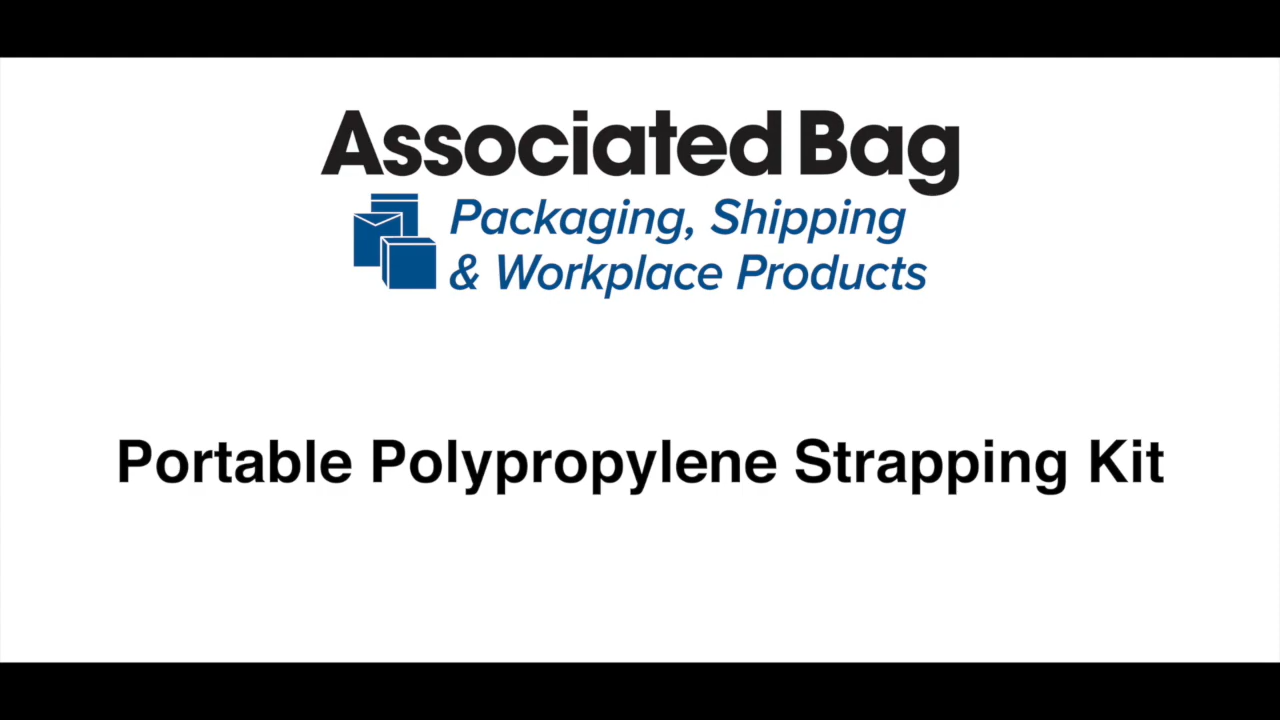 Associated Bag
Packaging, Shipping
& Workplace Products
Portable Polypropylene Strapping Kit